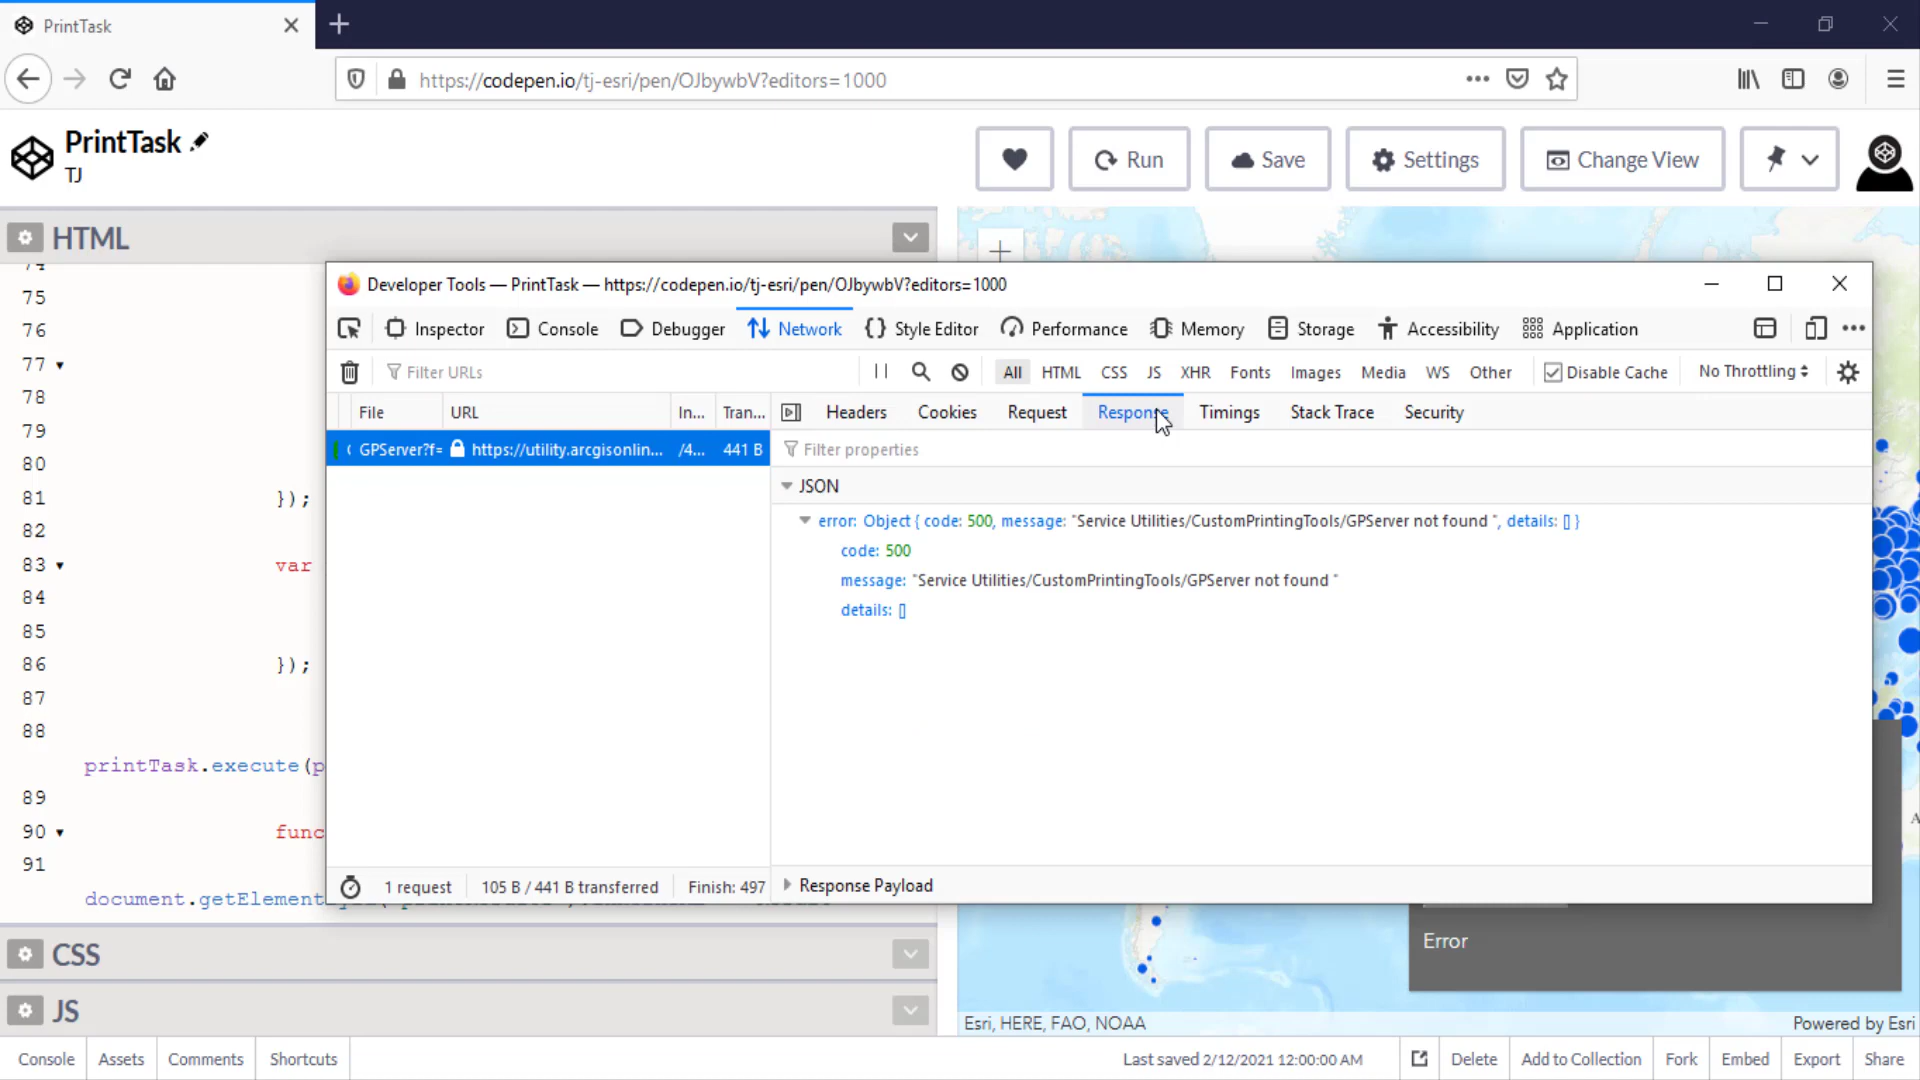 PrintTask
https://codepen.io/tj-esri/pen/OJbywbV?editors=1000
PrintTask
TJ
Run
Save
Settings
Change View
HTML
Developer Tools — PrintTask — https://codepen.io/tj-esri/pen/OJbywbV?editors=1000
Inspector Console Debugger Network Style Editor Performance Memory Storage Accessibility Application
Filter URLs All HTML CSS JS XHR Fonts Images Media WS Other Disable Cache No Throttling
File URL In... Tran... Headers Cookies Request Response Timings Stack Trace Security
GPServer?f= https://utility.arcgisonlin... /4... 441 B
Filter properties
JSON
error: Object { code: 500, message: "Service Utilities/CustomPrintingTools/GPServer not found ", details: [] }
code: 500
message: "Service Utilities/CustomPrintingTools/GPServer not found "
details: []
1 request 105 B / 441 B transferred Finish: 497
Response Payload
74
75
76
77
78
79
80
81 });
82
83 var
84
85
86 });
87
88
printTask.execute(p
89
90 func
91
document.getElement
Error
CSS
JS
Esri, HERE, FAO, NOAA
Powered by Esri
Console Assets Comments Shortcuts Last saved 2/12/2021 12:00:00 AM Delete Add to Collection Fork Embed Export Share